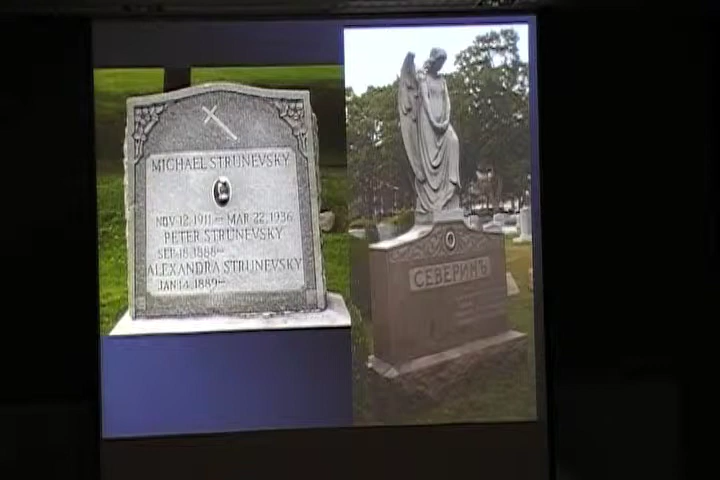 MICHAEL STRUNEVSKY
NOV. 12, 1911 — MAR 22, 1936
PETER STRUNEVSKY
SEP. 18, 1888 —
ALEXANDRA STRUNEVSKY
JAN 14, 1889 —
СЕВЕРИНЪ